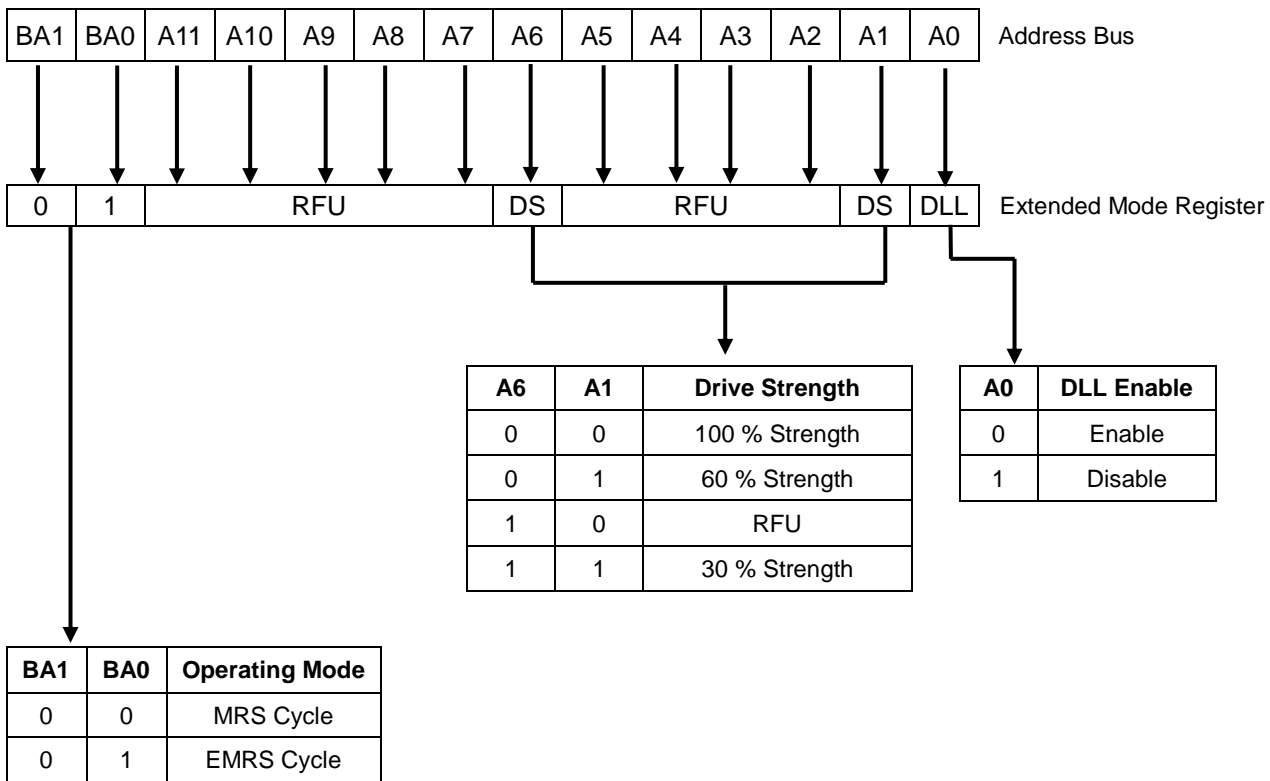 BA1 BA0 A11 A10 A9 A8 A7 A6 A5 A4 A3 A2 A1 A0 Address Bus
0 1 RFU DS RFU DS DLL Extended Mode Register
A6 A1 Drive Strength
0 0 100 % Strength
0 1 60 % Strength
1 0 RFU
1 1 30 % Strength
A0 DLL Enable
0 Enable
1 Disable
BA1 BA0 Operating Mode
0 0 MRS Cycle
0 1 EMRS Cycle